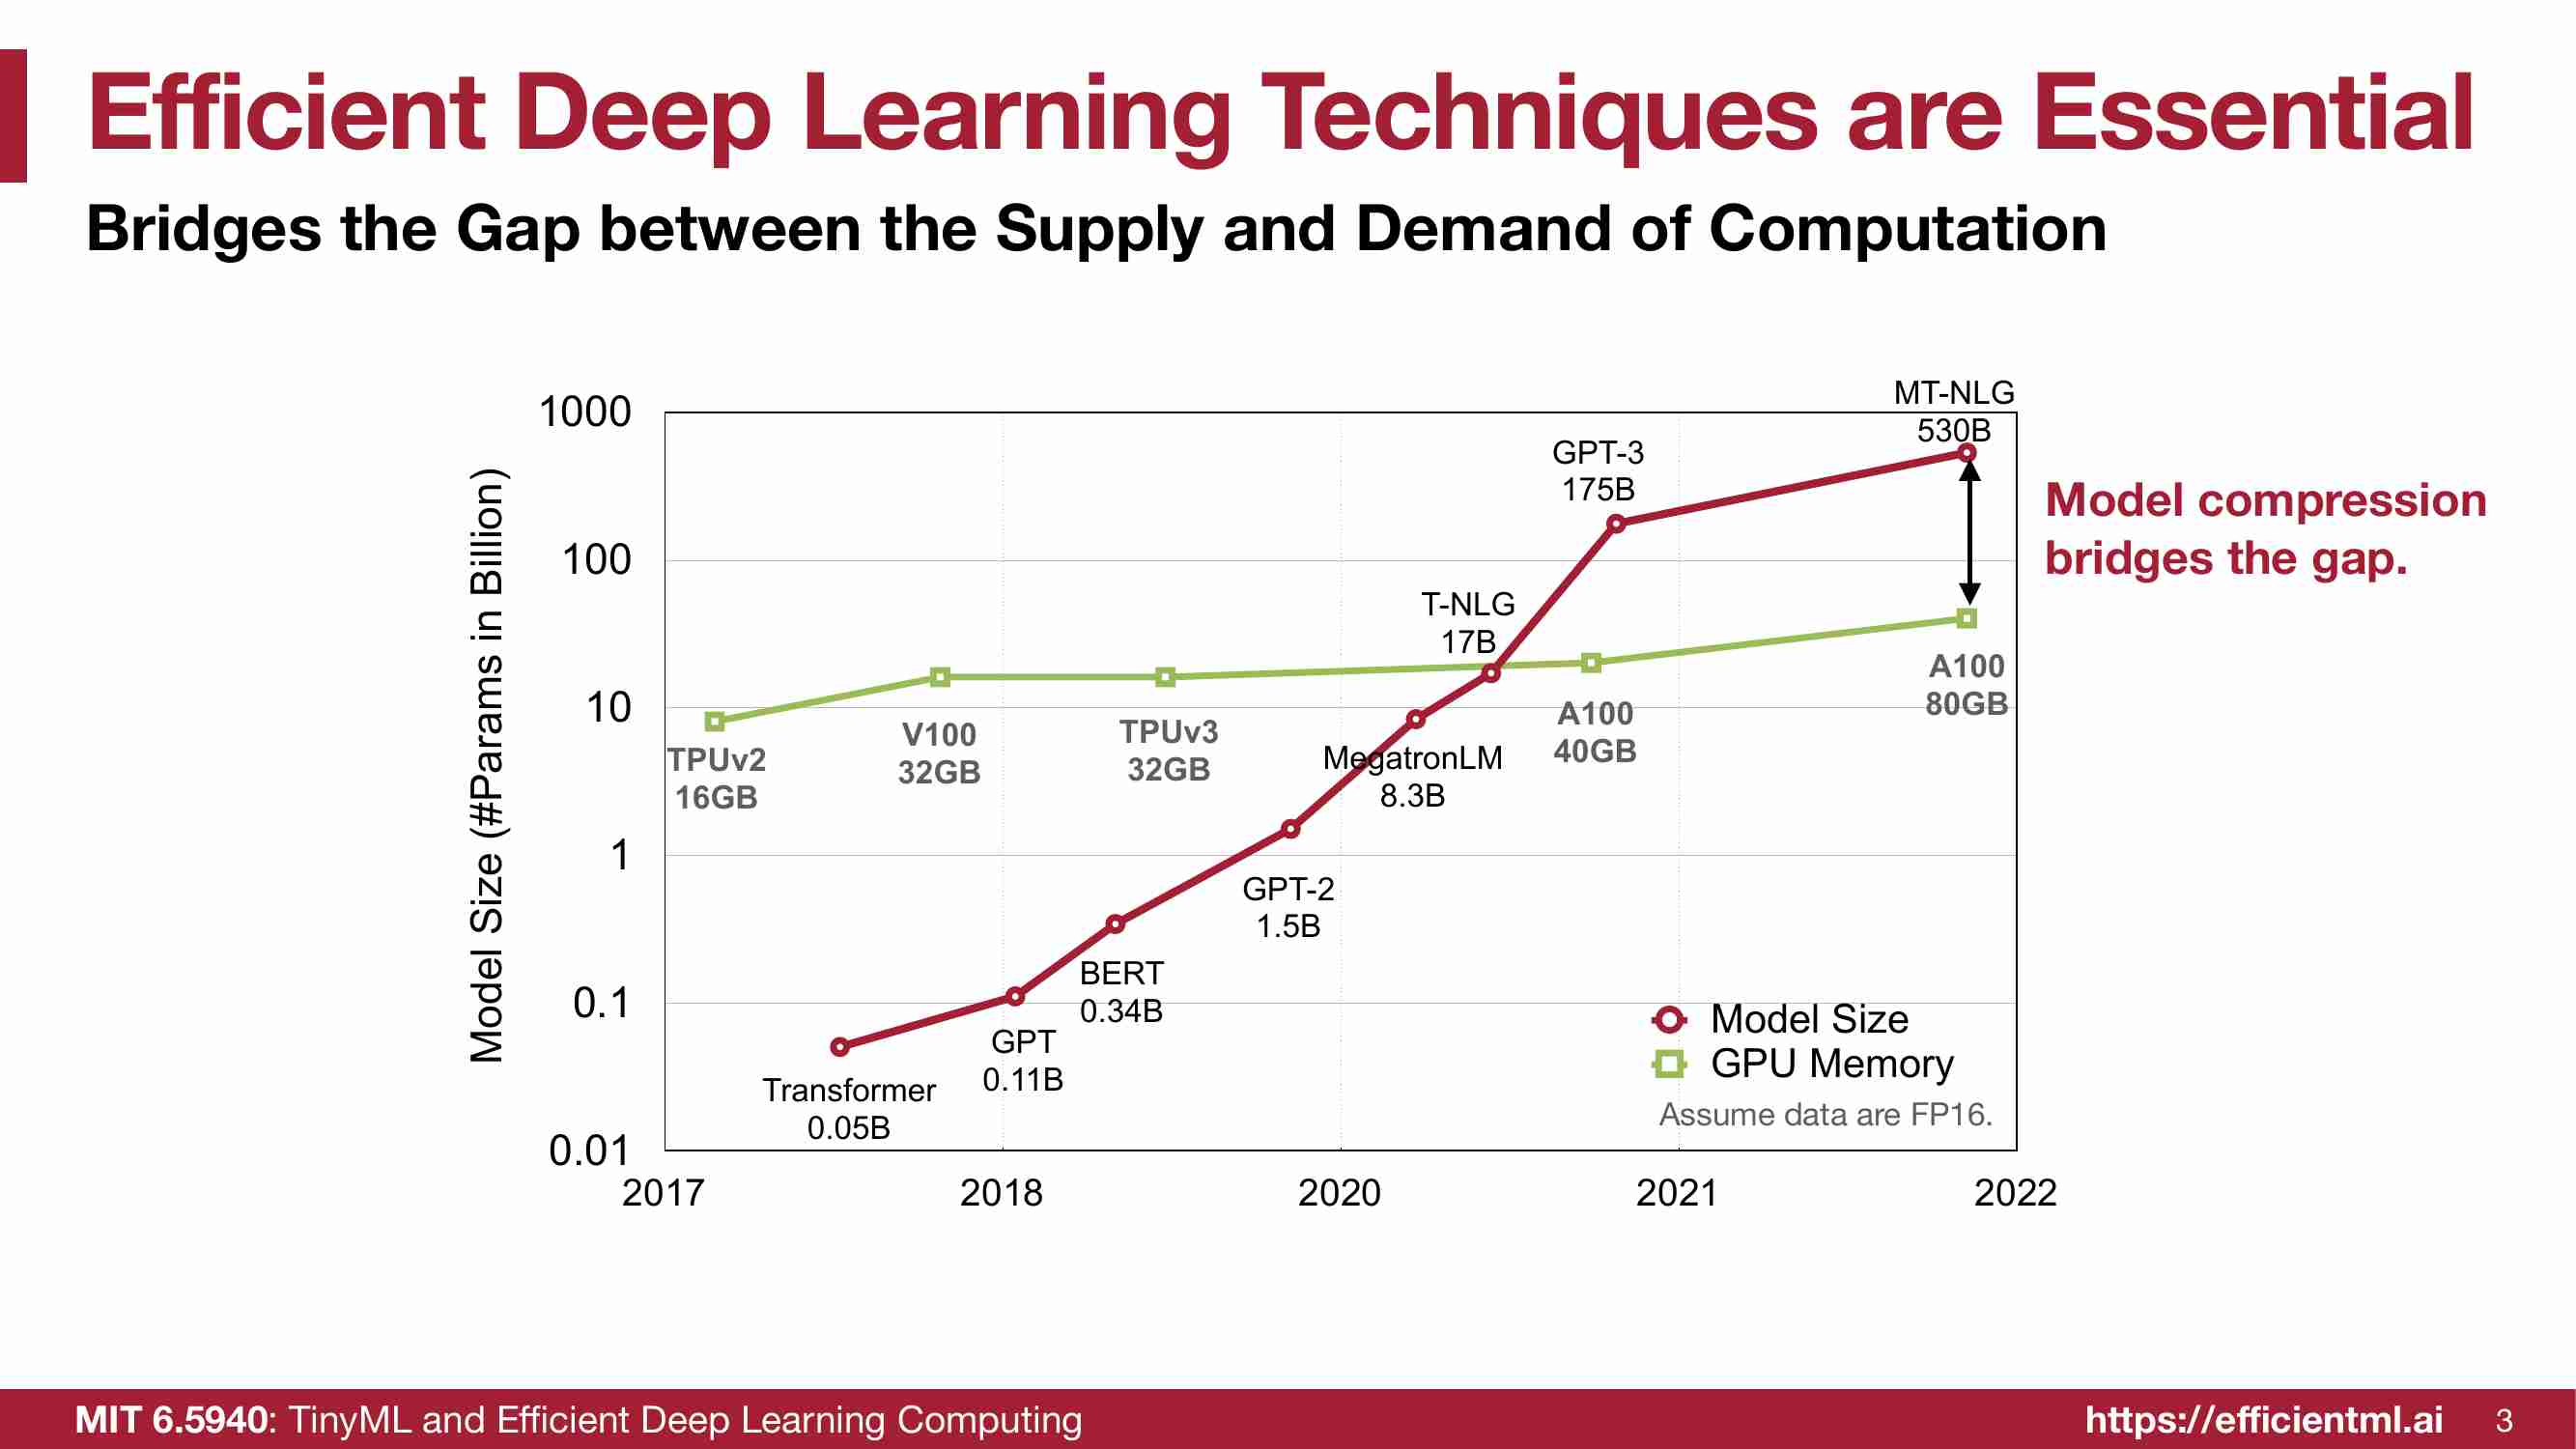 Efficient Deep Learning Techniques are Essential
Bridges the Gap between the Supply and Demand of Computation
Model Size (#Params in Billion)
1000
100
10
1
0.1
0.01
2017
2018
2020
2021
2022
TPUv2
16GB
V100
32GB
TPUv3
32GB
A100
40GB
A100
80GB
Transformer
0.05B
GPT
0.11B
BERT
0.34B
GPT-2
1.5B
MegatronLM
8.3B
T-NLG
17B
GPT-3
175B
MT-NLG
530B
Model compression
bridges the gap.
Model Size
GPU Memory
Assume data are FP16.
MIT 6.5940: TinyML and Efficient Deep Learning Computing
https://efficientml.ai
3